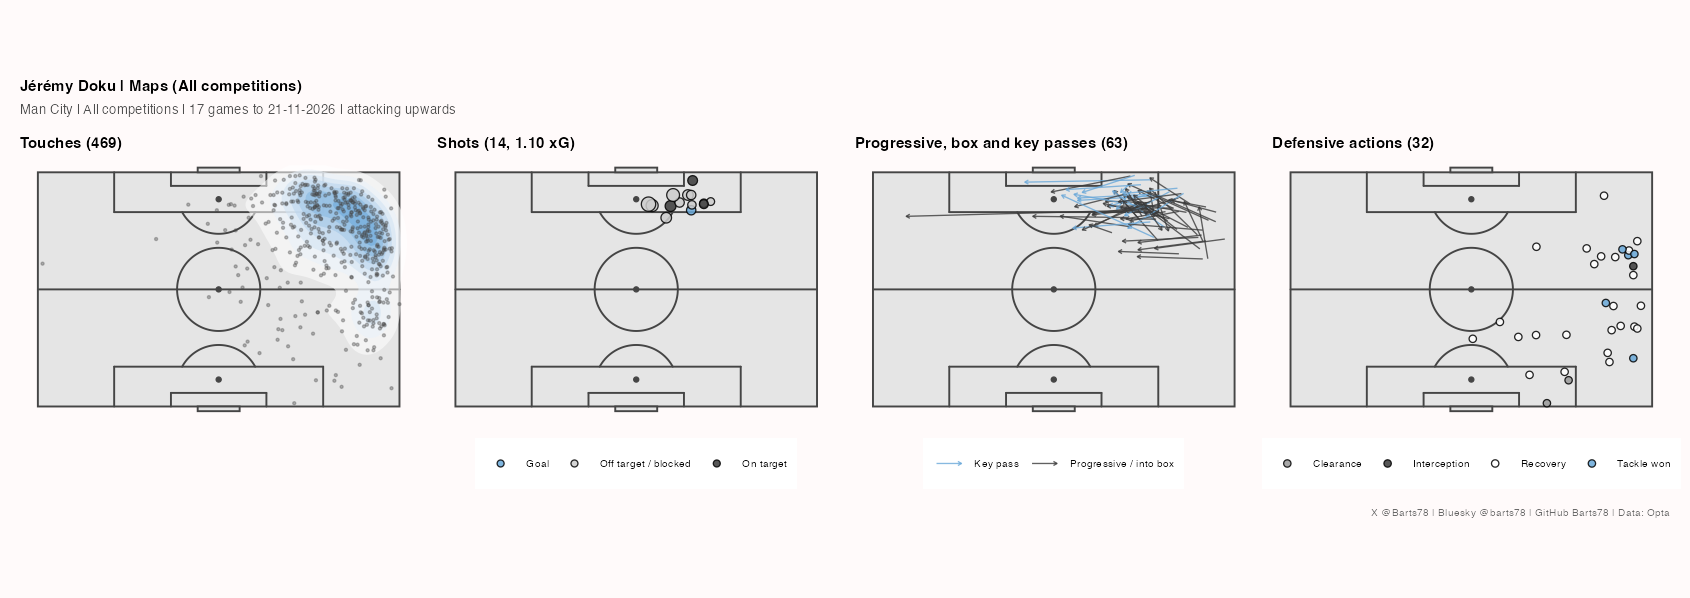 Jérémy Doku | Maps (All competitions)
Man City | All competitions | 17 games to 21-11-2026 | attacking upwards
Touches (469)
Shots (14, 1.10 xG)
Progressive, box and key passes (63)
Defensive actions (32)
Goal
Off target / blocked
On target
Key pass
Progressive / into box
Clearance
Interception
Recovery
Tackle won
X @Barts78 | Bluesky @barts78 | GitHub Barts78 | Data: Opta